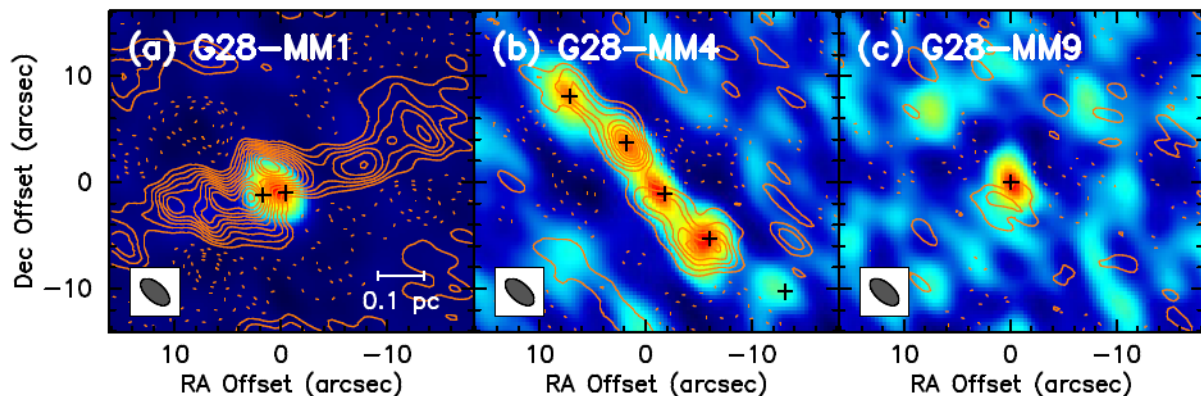 (a) G28-MM1
(b) G28-MM4
(c) G28-MM9
Dec Offset (arcsec)
10
0
−10
0.1 pc
10 0 −10
10 0 −10
10 0 −10
RA Offset (arcsec)
RA Offset (arcsec)
RA Offset (arcsec)